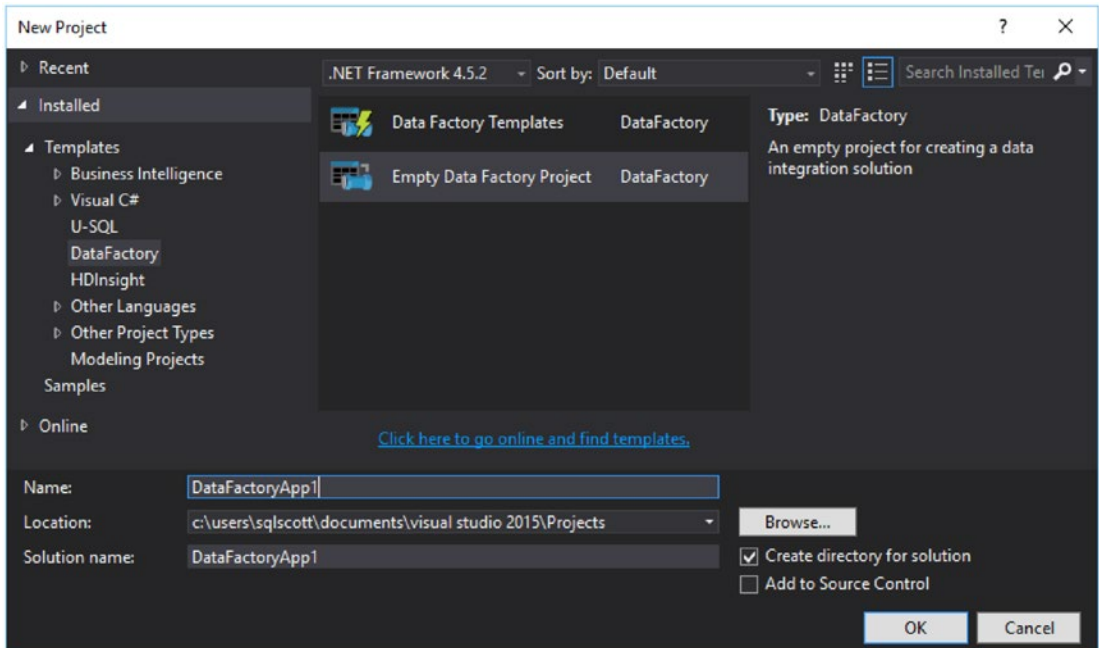 New Project ? ×
Recent
.NET Framework 4.5.2 Sort by: Default Search Installed Te
Installed
Templates
Business Intelligence
Visual C#
U-SQL
DataFactory
HDInsight
Other Languages
Other Project Types
Modeling Projects
Samples
Online
Data Factory Templates DataFactory
Empty Data Factory Project DataFactory
Click here to go online and find templates.
Type: DataFactory
An empty project for creating a data
integration solution
Name: DataFactoryApp1
Location: c:\users\sqlscott\documents\visual studio 2015\Projects Browse...
Solution name: DataFactoryApp1
Create directory for solution
Add to Source Control
OK Cancel